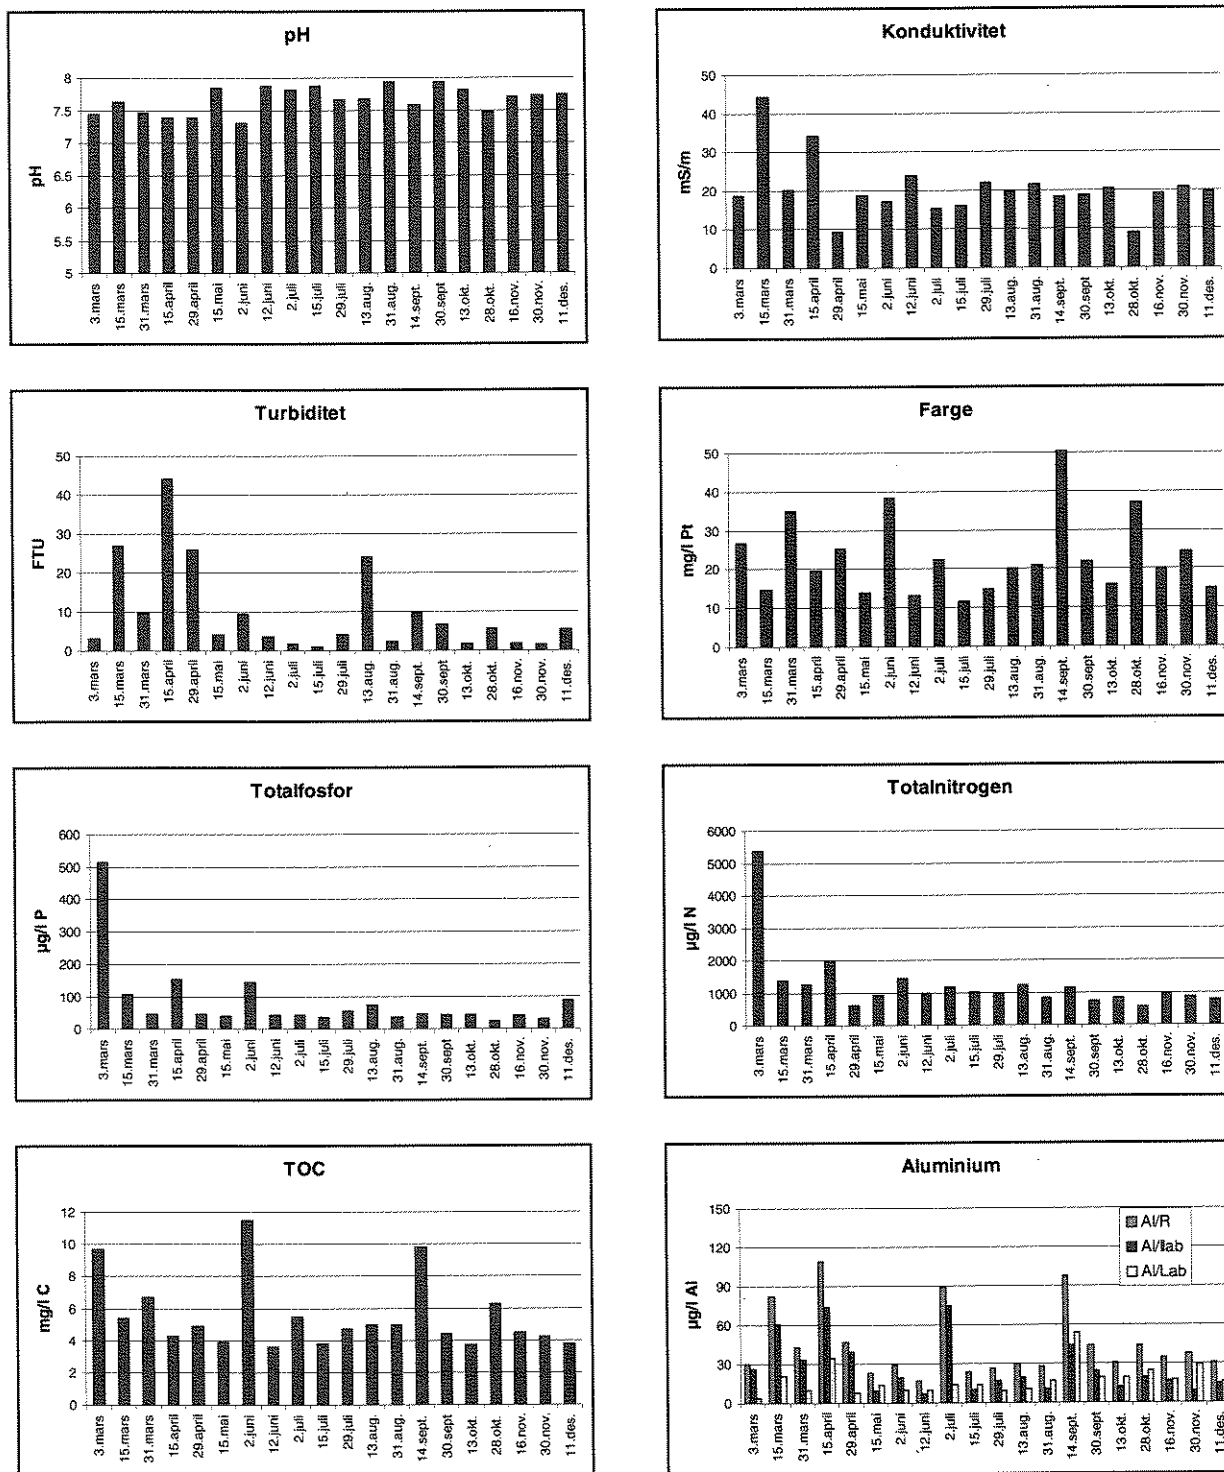 pH
pH
8
7.5
7
6.5
6
5.5
5
3.mars
15.mars
31.mars
15.april
29.april
15.mai
2.juni
12.juni
2.juli
15.juli
29.juli
13.aug.
31.aug.
14.sept.
30.sept
13.okt.
28.okt.
16.nov.
30.nov.
11.des.
Konduktivitet
mS/m
50
40
30
20
10
0
3.mars
15.mars
31.mars
15.april
29.april
15.mai
2.juni
12.juni
2.juli
15.juli
29.juli
13.aug.
31.aug.
14.sept.
30.sept
13.okt.
28.okt.
16.nov.
30.nov.
11.des.
Turbiditet
FTU
50
40
30
20
10
0
3.mars
15.mars
31.mars
15.april
29.april
15.mai
2.juni
12.juni
2.juli
15.juli
29.juli
13.aug.
31.aug.
14.sept.
30.sept
13.okt.
28.okt.
16.nov.
30.nov.
11.des.
Farge
mg/l Pt
50
40
30
20
10
0
3.mars
15.mars
31.mars
15.april
29.april
15.mai
2.juni
12.juni
2.juli
15.juli
29.juli
13.aug.
31.aug.
14.sept.
30.sept
13.okt.
28.okt.
16.nov.
30.nov.
11.des.
Totalfosfor
µg/l P
600
500
400
300
200
100
0
3.mars
15.mars
31.mars
15.april
29.april
15.mai
2.juni
12.juni
2.juli
15.juli
29.juli
13.aug.
31.aug.
14.sept.
30.sept
13.okt.
28.okt.
16.nov.
30.nov.
11.des.
Totalnitrogen
µg/l N
6000
5000
4000
3000
2000
1000
0
3.mars
15.mars
31.mars
15.april
29.april
15.mai
2.juni
12.juni
2.juli
15.juli
29.juli
13.aug.
31.aug.
14.sept.
30.sept
13.okt.
28.okt.
16.nov.
30.nov.
11.des.
TOC
mg/l C
12
10
8
6
4
2
0
3.mars
15.mars
31.mars
15.april
29.april
15.mai
2.juni
12.juni
2.juli
15.juli
29.juli
13.aug.
31.aug.
14.sept.
30.sept
13.okt.
28.okt.
16.nov.
30.nov.
11.des.
Aluminium
µg/l Al
150
120
90
60
30
0
Al/R
Al/Ilab
Al/Lab
3.mars
15.mars
31.mars
15.april
29.april
15.mai
2.juni
12.juni
2.juli
15.juli
29.juli
13.aug.
31.aug.
14.sept.
30.sept
13.okt.
28.okt.
16.nov.
30.nov.
11.des.